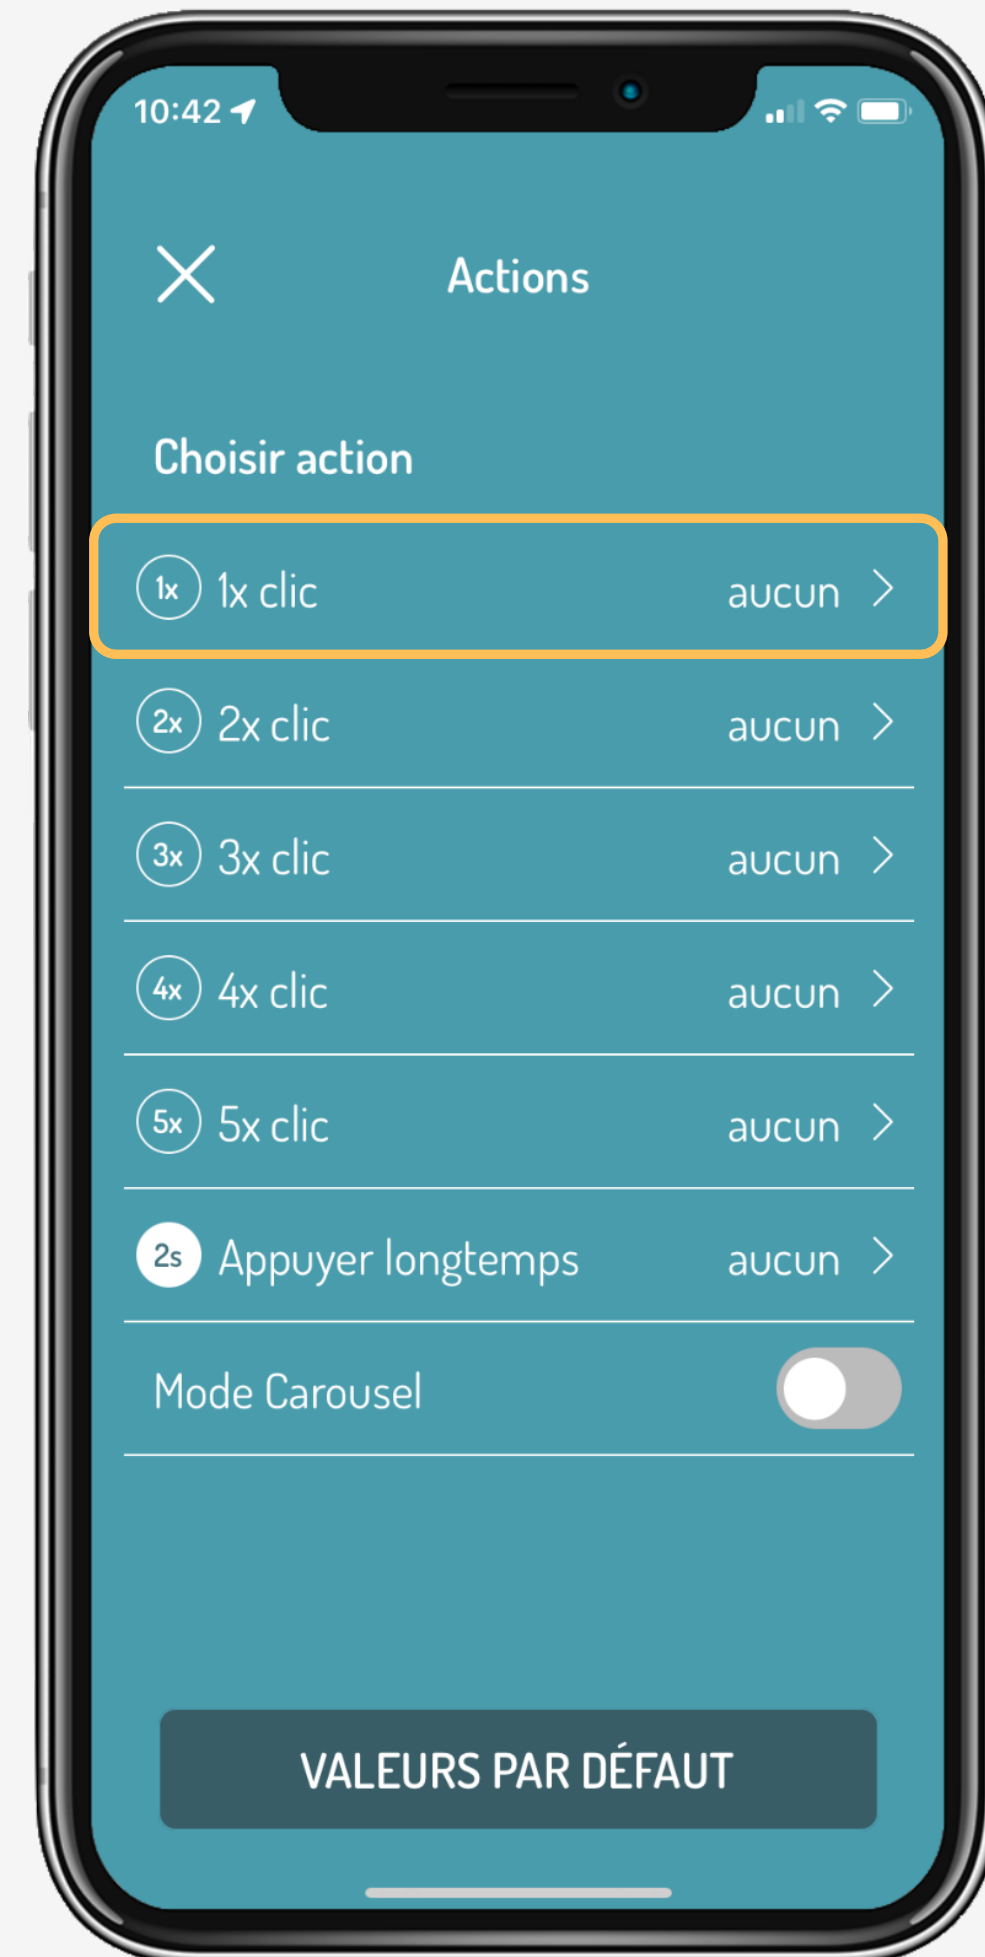 10:42
Actions
Choisir action
1x 1x clic aucun
2x 2x clic aucun
3x 3x clic aucun
4x 4x clic aucun
5x 5x clic aucun
2s Appuyer longtemps aucun
Mode Carousel
VALEURS PAR DÉFAUT